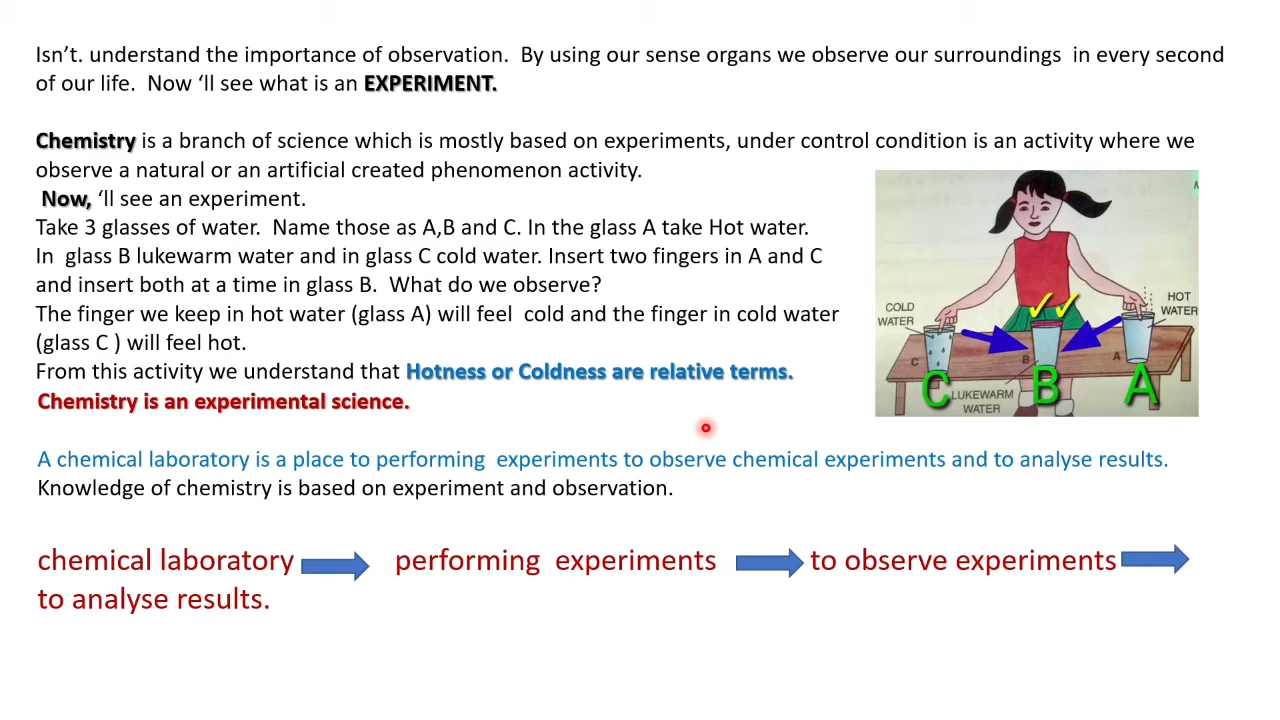 Isn’t. understand the importance of observation.  By using our sense organs we observe our surroundings  in every second
of our life.  Now ‘ll see what is an EXPERIMENT.
Chemistry is a branch of science which is mostly based on experiments, under control condition is an activity where we
observe a natural or an artificial created phenomenon activity.
Now, ‘ll see an experiment.
Take 3 glasses of water.  Name those as A,B and C. In the glass A take Hot water.
In  glass B lukewarm water and in glass C cold water. Insert two fingers in A and C
and insert both at a time in glass B.  What do we observe?
The finger we keep in hot water (glass A) will feel  cold and the finger in cold water
(glass C ) will feel hot.
From this activity we understand that Hotness or Coldness are relative terms.
Chemistry is an experimental science.
COLD
WATER
HOT
WATER
C
B
A
C
B
A
LUKEWARM
WATER
A chemical laboratory is a place to performing  experiments to observe chemical experiments and to analyse results.
Knowledge of chemistry is based on experiment and observation.
chemical laboratory performing  experiments to observe experiments
to analyse results.